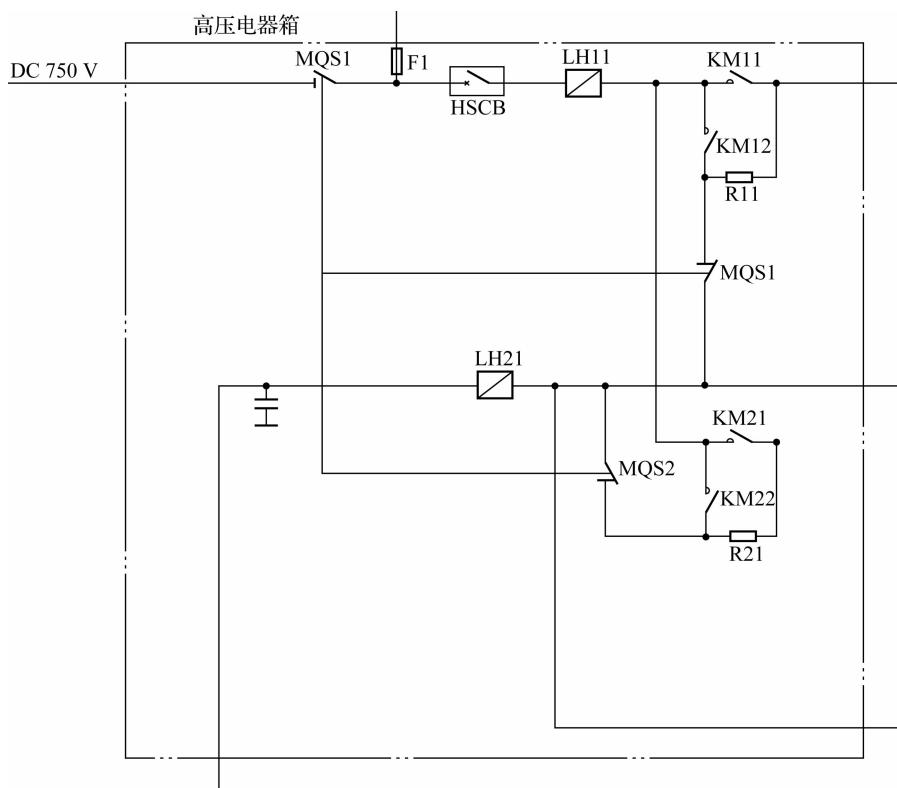 高压电器箱
MQS1
F1
LH11
KM11
DC 750 V
HSCB
KM12
R11
MQS1
LH21
KM21
MQS2
KM22
R21